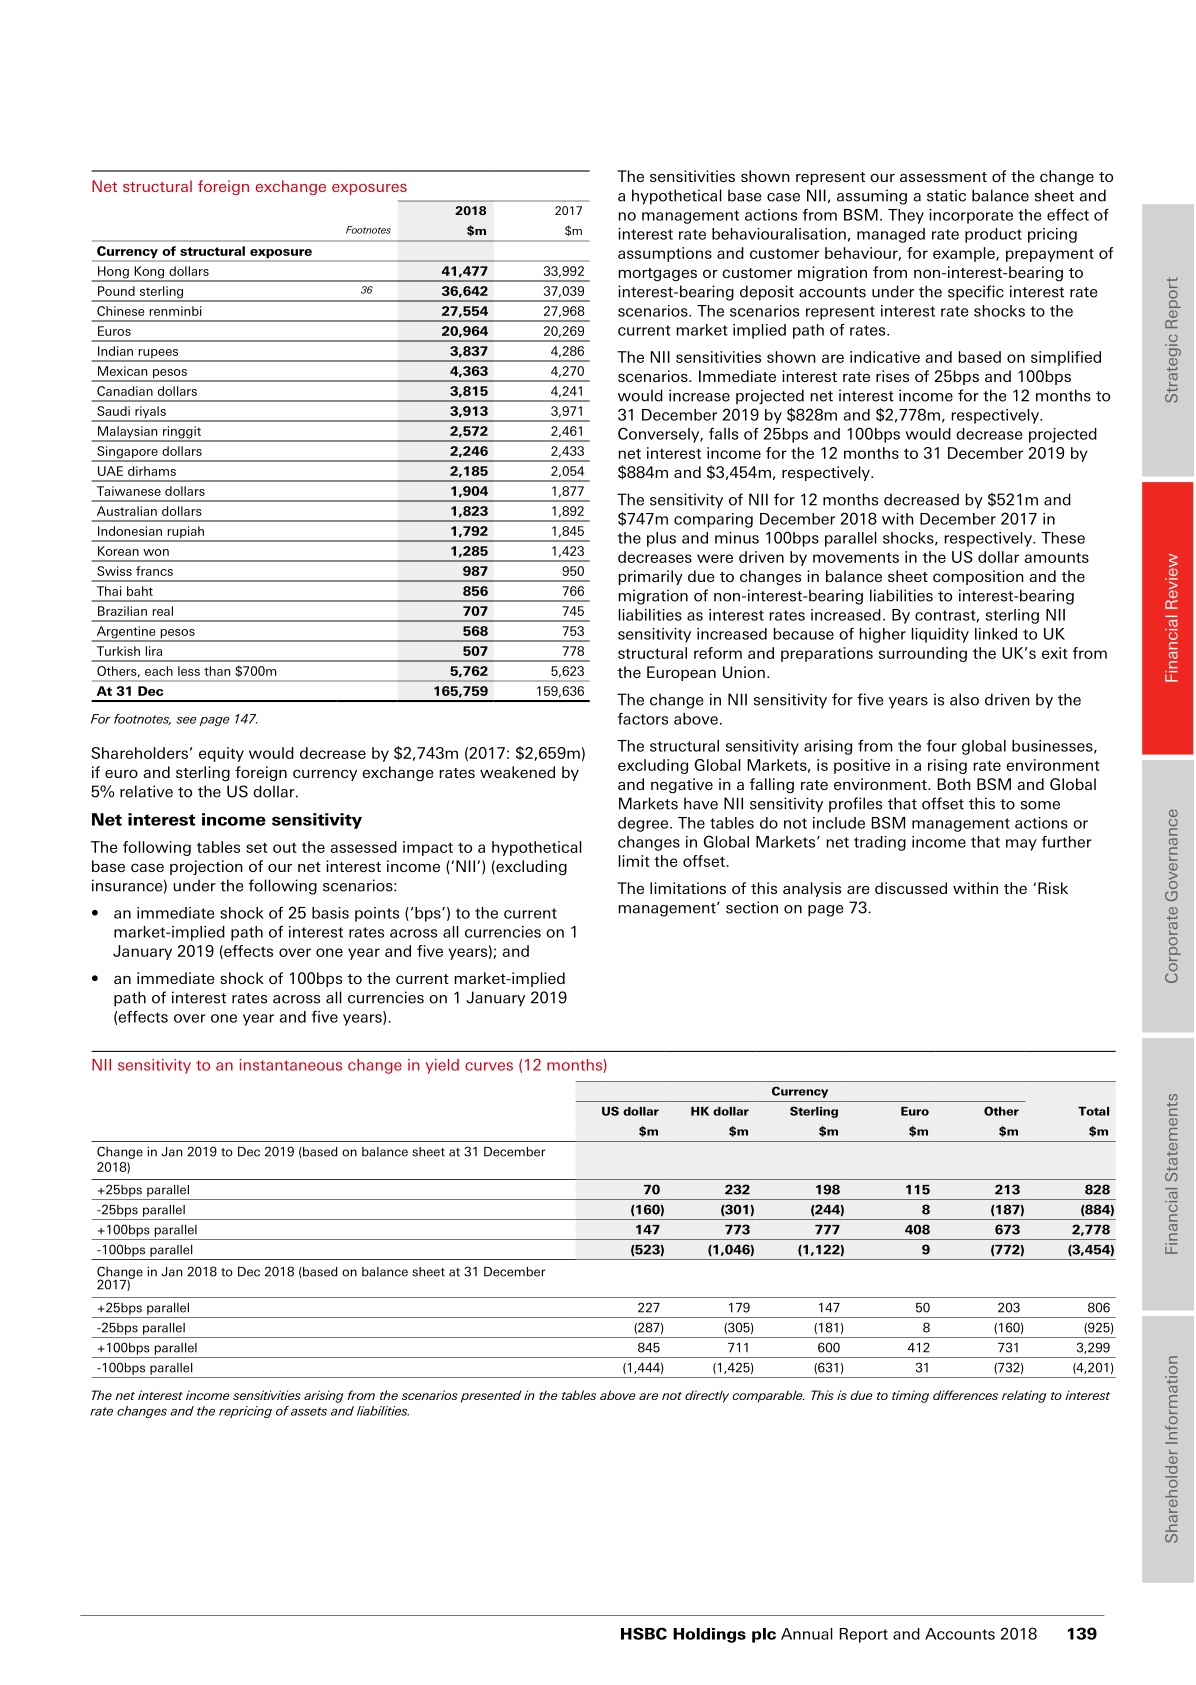 Net structural foreign exchange exposures
2018 2017
Footnotes $m $m
Currency of structural exposure
Hong Kong dollars 41,477 33,992
Pound sterling 36 36,642 37,039
Chinese renminbi 27,554 27,968
Euros 20,964 20,269
Indian rupees 3,837 4,286
Mexican pesos 4,363 4,270
Canadian dollars 3,815 4,241
Saudi riyals 3,913 3,971
Malaysian ringgit 2,572 2,461
Singapore dollars 2,246 2,433
UAE dirhams 2,185 2,054
Taiwanese dollars 1,904 1,877
Australian dollars 1,823 1,892
Indonesian rupiah 1,792 1,845
Korean won 1,285 1,423
Swiss francs 987 950
Thai baht 856 766
Brazilian real 707 745
Argentine pesos 568 753
Turkish lira 507 778
Others, each less than $700m 5,762 5,623
At 31 Dec 165,759 159,636
For footnotes, see page 147.
Shareholders’ equity would decrease by $2,743m (2017: $2,659m)
if euro and sterling foreign currency exchange rates weakened by
5% relative to the US dollar.
Net interest income sensitivity
The following tables set out the assessed impact to a hypothetical
base case projection of our net interest income (‘NII’) (excluding
insurance) under the following scenarios:
• an immediate shock of 25 basis points (‘bps’) to the current
market-implied path of interest rates across all currencies on 1
January 2019 (effects over one year and five years); and
• an immediate shock of 100bps to the current market-implied
path of interest rates across all currencies on 1 January 2019
(effects over one year and five years).
The sensitivities shown represent our assessment of the change to
a hypothetical base case NII, assuming a static balance sheet and
no management actions from BSM. They incorporate the effect of
interest rate behaviouralisation, managed rate product pricing
assumptions and customer behaviour, for example, prepayment of
mortgages or customer migration from non-interest-bearing to
interest-bearing deposit accounts under the specific interest rate
scenarios. The scenarios represent interest rate shocks to the
current market implied path of rates.
The NII sensitivities shown are indicative and based on simplified
scenarios. Immediate interest rate rises of 25bps and 100bps
would increase projected net interest income for the 12 months to
31 December 2019 by $828m and $2,778m, respectively.
Conversely, falls of 25bps and 100bps would decrease projected
net interest income for the 12 months to 31 December 2019 by
$884m and $3,454m, respectively.
The sensitivity of NII for 12 months decreased by $521m and
$747m comparing December 2018 with December 2017 in
the plus and minus 100bps parallel shocks, respectively. These
decreases were driven by movements in the US dollar amounts
primarily due to changes in balance sheet composition and the
migration of non-interest-bearing liabilities to interest-bearing
liabilities as interest rates increased. By contrast, sterling NII
sensitivity increased because of higher liquidity linked to UK
structural reform and preparations surrounding the UK’s exit from
the European Union.
The change in NII sensitivity for five years is also driven by the
factors above.
The structural sensitivity arising from the four global businesses,
excluding Global Markets, is positive in a rising rate environment
and negative in a falling rate environment. Both BSM and Global
Markets have NII sensitivity profiles that offset this to some
degree. The tables do not include BSM management actions or
changes in Global Markets’ net trading income that may further
limit the offset.
The limitations of this analysis are discussed within the ‘Risk
management’ section on page 73.
NII sensitivity to an instantaneous change in yield curves (12 months)
Currency
US dollar HK dollar Sterling Euro Other Total
$m $m $m $m $m $m
Change in Jan 2019 to Dec 2019 (based on balance sheet at 31 December
2018)
+25bps parallel 70 232 198 115 213 828
-25bps parallel (160) (301) (244) 8 (187) (884)
+100bps parallel 147 773 777 408 673 2,778
-100bps parallel (523) (1,046) (1,122) 9 (772) (3,454)
Change in Jan 2018 to Dec 2018 (based on balance sheet at 31 December
2017)
+25bps parallel 227 179 147 50 203 806
-25bps parallel (287) (305) (181) 8 (160) (925)
+100bps parallel 845 711 600 412 731 3,299
-100bps parallel (1,444) (1,425) (631) 31 (732) (4,201)
The net interest income sensitivities arising from the scenarios presented in the tables above are not directly comparable. This is due to timing differences relating to interest
rate changes and the repricing of assets and liabilities.
Strategic Report
Financial Review
Corporate Governance
Financial Statements
Shareholder Information
HSBC Holdings plc Annual Report and Accounts 2018 139